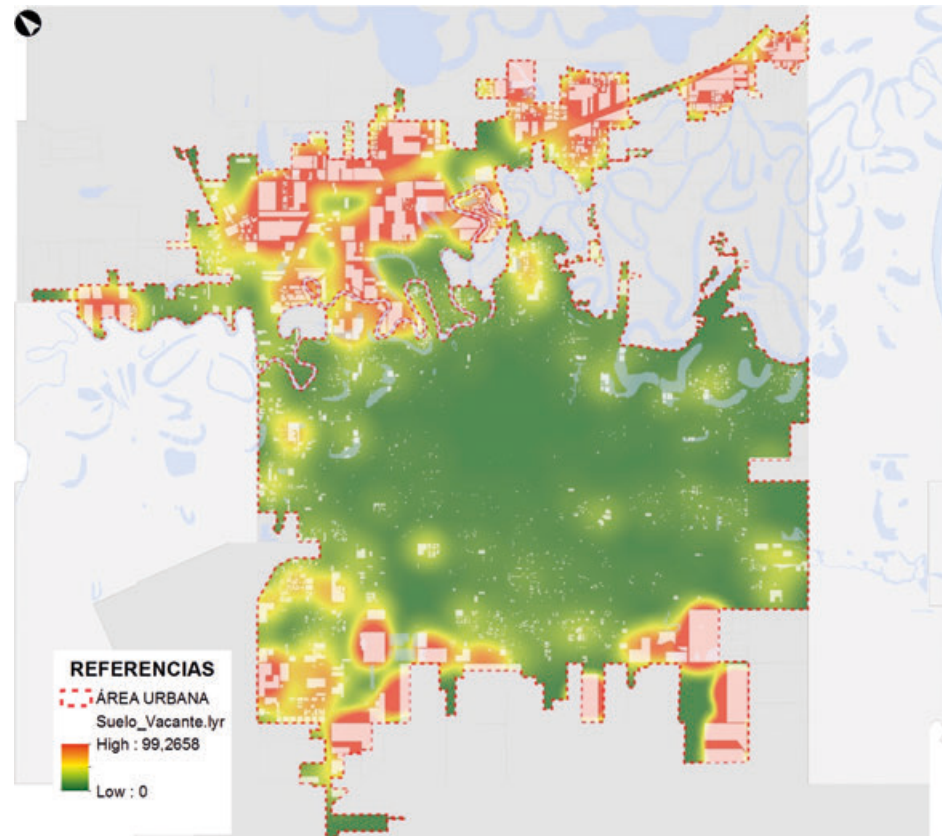 REFERENCIAS
ÁREA URBANA
Suelo_Vacante.lyr
High : 99,2658
Low : 0